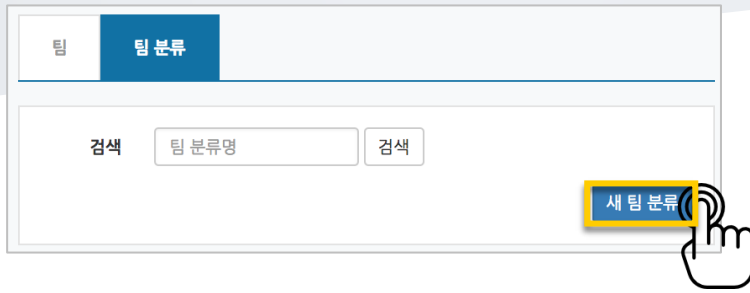 팀 팀 분류
검색 팀 분류명 검색
새 팀 분류